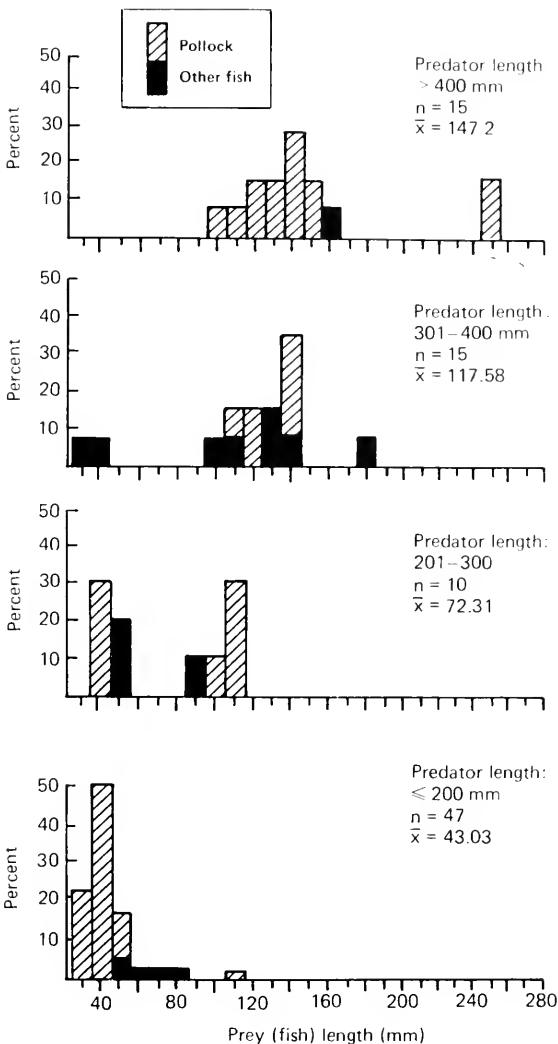 Pollock
Other fish
50
40
30
20
10
Percent
Predator length
> 400 mm
n = 15
x̅ = 147.2
50
40
30
20
10
Percent
Predator length.
301–400 mm
n = 15
x̅ = 117.58
50
40
30
20
10
Percent
Predator length:
201–300
n = 10
x̅ = 72.31
50
40
30
20
10
Percent
Predator length:
⩽ 200 mm
n = 47
x̅ = 43.03
40 80 120 160 200 240 280
Prey (fish) length (mm)